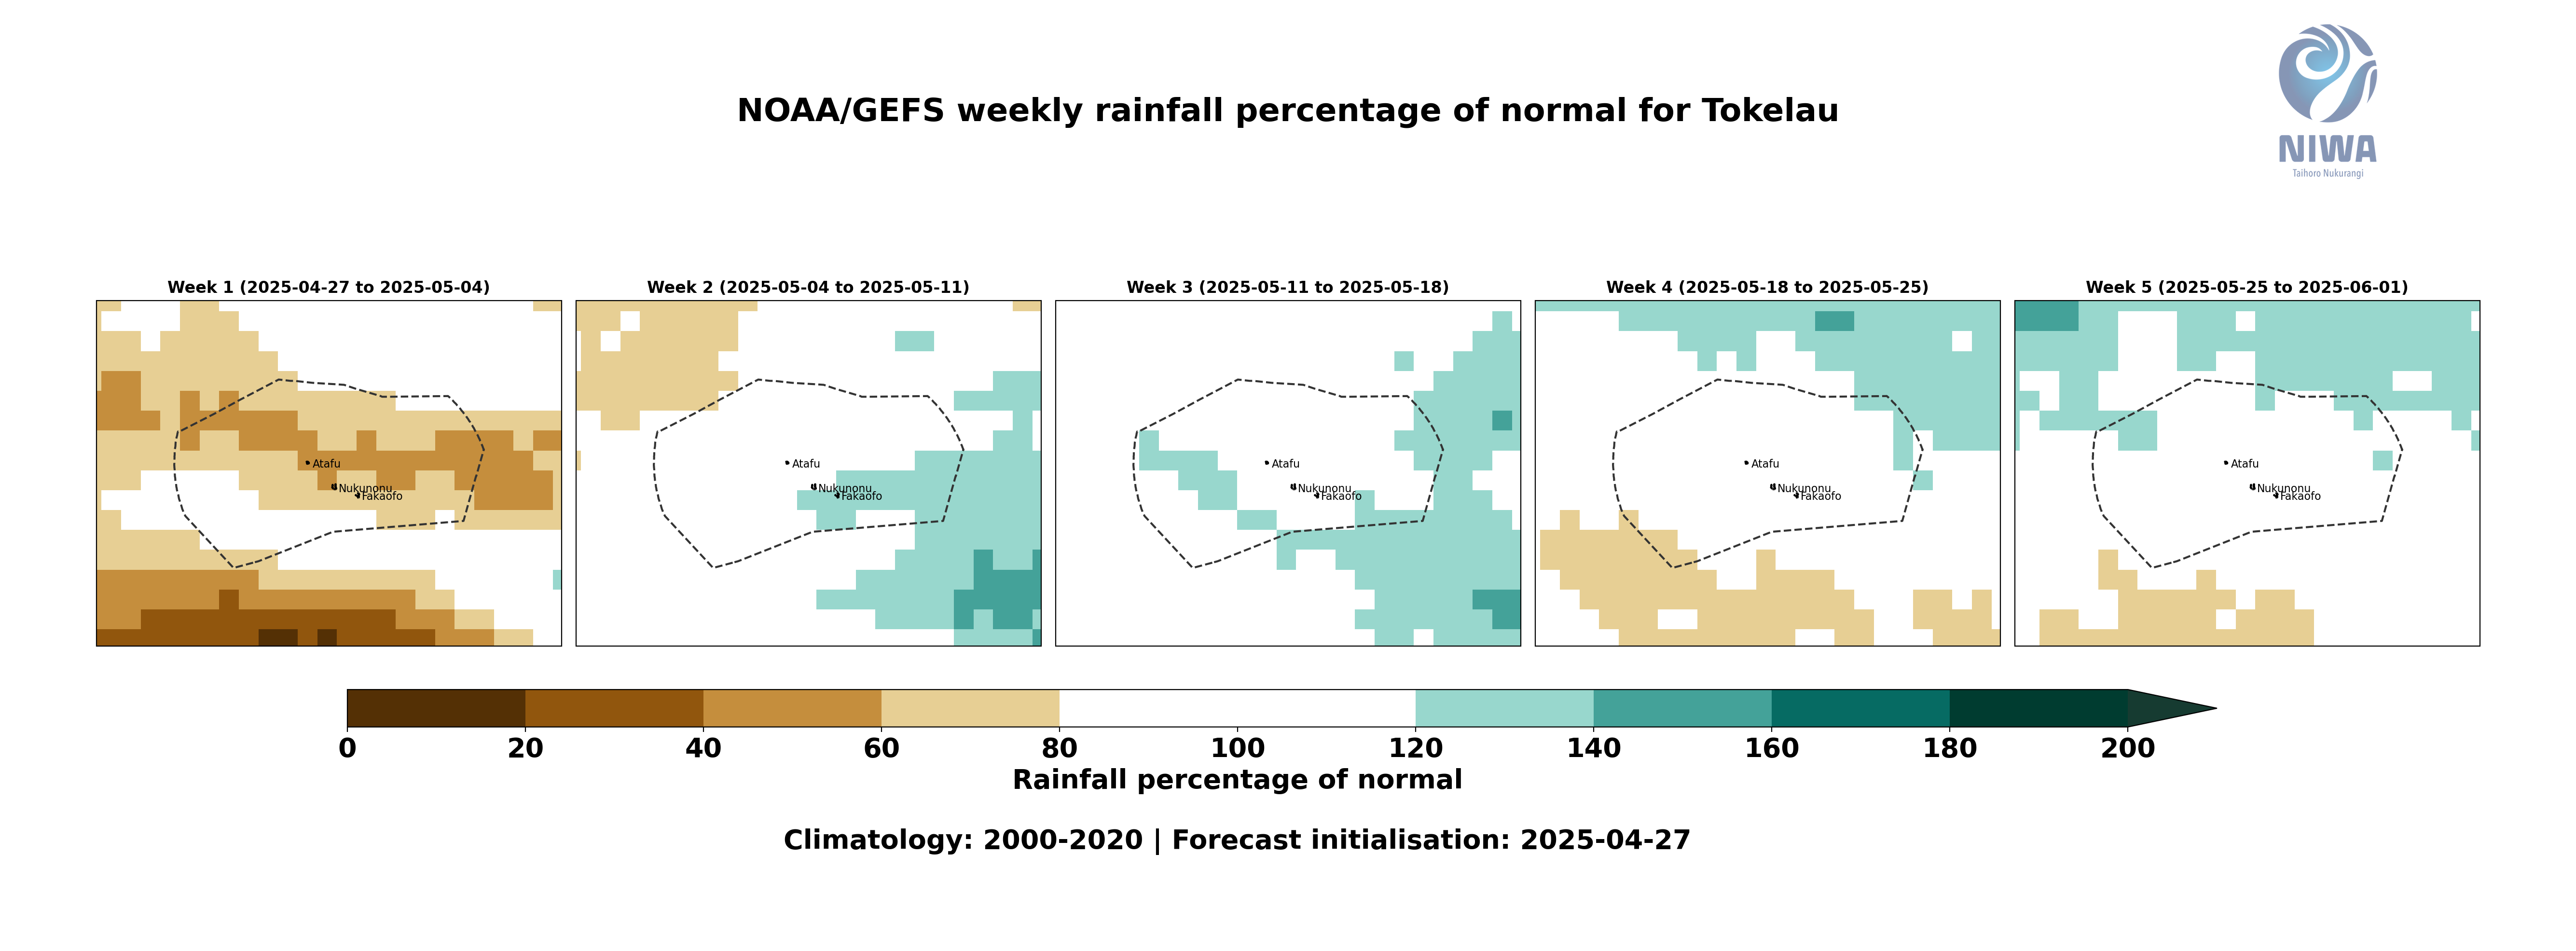 NOAA/GEFS weekly rainfall percentage of normal for Tokelau
NIWA
Taihoro Nukurangi
Week 1 (2025-04-27 to 2025-05-04)
Atafu
Nukunonu
Fakaofo
Week 2 (2025-05-04 to 2025-05-11)
Atafu
Nukunonu
Fakaofo
Week 3 (2025-05-11 to 2025-05-18)
Atafu
Nukunonu
Fakaofo
Week 4 (2025-05-18 to 2025-05-25)
Atafu
Nukunonu
Fakaofo
Week 5 (2025-05-25 to 2025-06-01)
Atafu
Nukunonu
Fakaofo
0 20 40 60 80 100 120 140 160 180 200
Rainfall percentage of normal
Climatology: 2000-2020 | Forecast initialisation: 2025-04-27